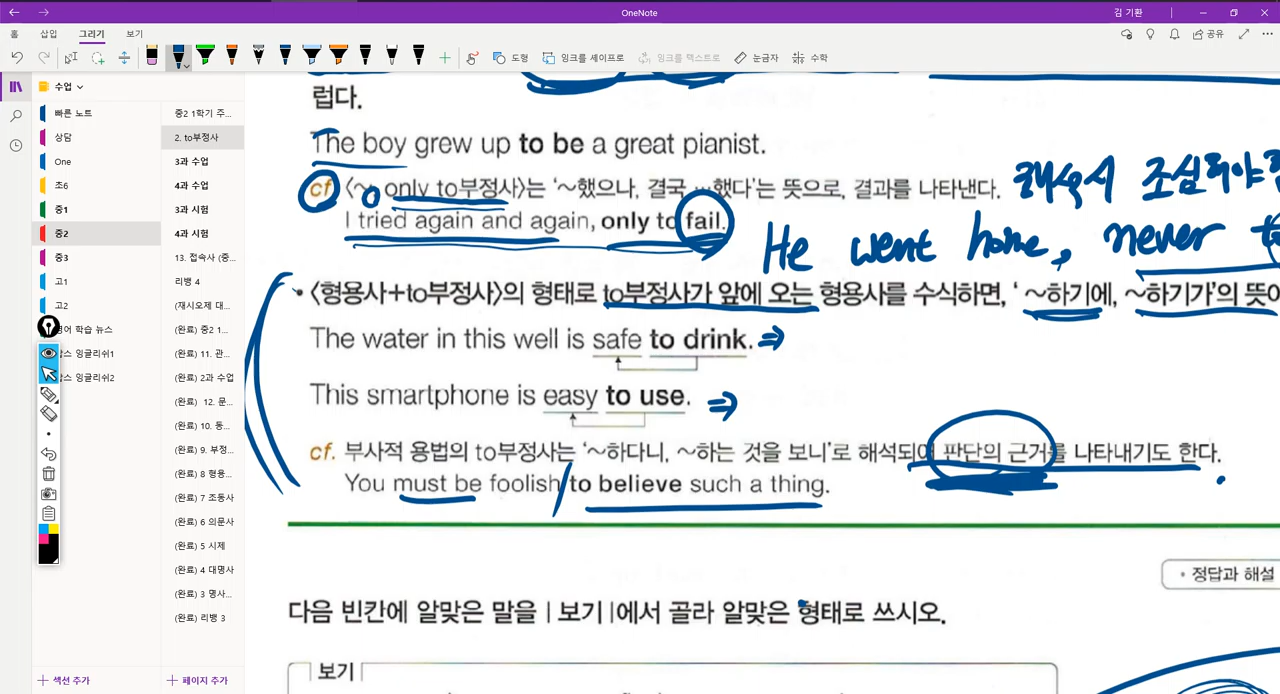 OneNote
김 기환
홈 삽입 그리기 보기
공유
도형 잉크를 셰이프로 잉크를 텍스트로 눈금자 수학
수업
빠른 노트
상담
One
초6
중1
중2
중3
고1
고2
영어 학습 뉴스
잉글리쉬1
잉글리쉬2
섹션 추가
중2 1학기 주...
2. to부정사
3과 수업
4과 수업
3과 시험
4과 시험
13. 접속사 (중...
리뱅 4
(재시오제 대...
(완료) 중2 1...
(완료) 11. 관...
(완료) 2과 수업
(완료) 12. 문...
(완료) 10. 동...
(완료) 9. 부정...
(완료) 8 형용...
(완료) 7 조동사
(완료) 6 의문사
(완료) 5 시제
(완료) 4 대명사
(완료) 3 명사...
(완료) 리뱅 3
페이지 추가
럽다.
The boy grew up to be a great pianist.
cf 〈~, only to부정사〉는 '~했으나, 결국 …했다'는 뜻으로, 결과를 나타낸다.
해석시 조심해야
I tried again and again, only to fail.
He went home, never
• 〈형용사+to부정사〉의 형태로 to부정사가 앞에 오는 형용사를 수식하면, '~하기에, ~하기가'의 뜻
The water in this well is safe to drink. ⇒
This smartphone is easy to use. ⇒
cf. 부사적 용법의 to부정사는 '~하다니, ~하는 것을 보니'로 해석되어 판단의 근거를 나타내기도 한다.
You must be foolish / to believe such a thing.
• 정답과 해설
다음 빈칸에 알맞은 말을 | 보기 |에서 골라 알맞은 형태로 쓰시오.
보기